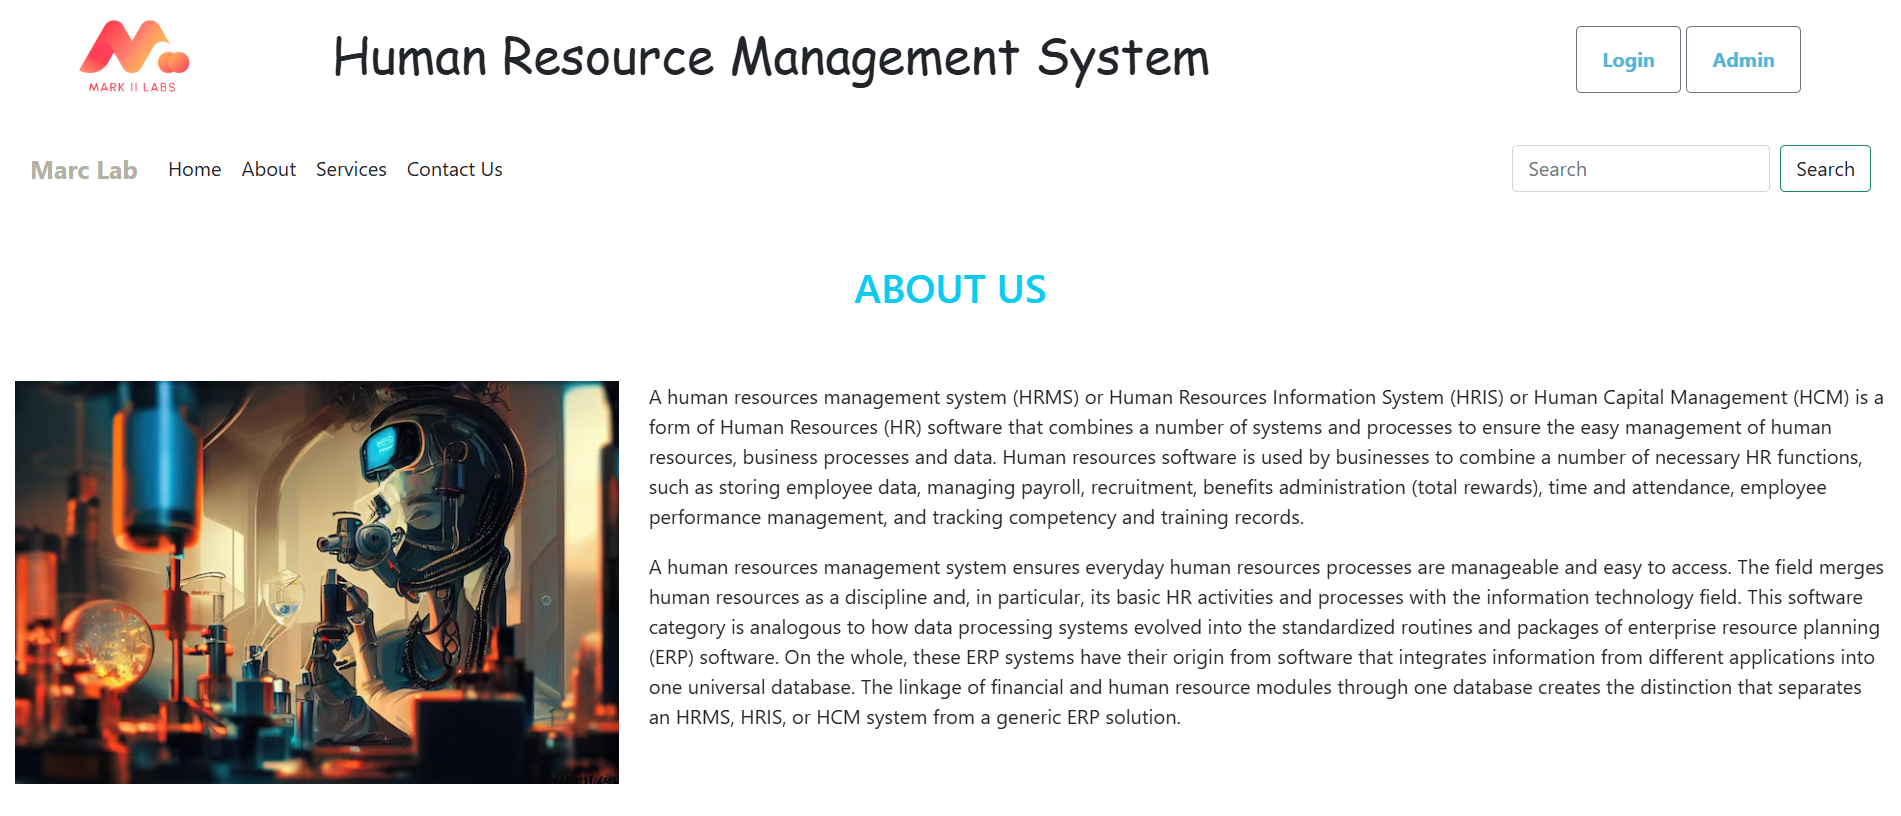 MARK II LABS
Human Resource Management System
Login
Admin
Marc Lab
Home
About
Services
Contact Us
Search
Search
ABOUT US
A human resources management system (HRMS) or Human Resources Information System (HRIS) or Human Capital Management (HCM) is a
form of Human Resources (HR) software that combines a number of systems and processes to ensure the easy management of human
resources, business processes and data. Human resources software is used by businesses to combine a number of necessary HR functions,
such as storing employee data, managing payroll, recruitment, benefits administration (total rewards), time and attendance, employee
performance management, and tracking competency and training records.
A human resources management system ensures everyday human resources processes are manageable and easy to access. The field merges
human resources as a discipline and, in particular, its basic HR activities and processes with the information technology field. This software
category is analogous to how data processing systems evolved into the standardized routines and packages of enterprise resource planning
(ERP) software. On the whole, these ERP systems have their origin from software that integrates information from different applications into
one universal database. The linkage of financial and human resource modules through one database creates the distinction that separates
an HRMS, HRIS, or HCM system from a generic ERP solution.